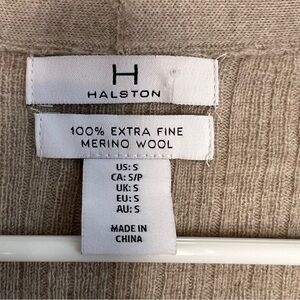 H
HALSTON
100% EXTRA FINE
MERINO WOOL
US: S
CA: S/P
UK: S
EU: S
AU: S
MADE IN
CHINA